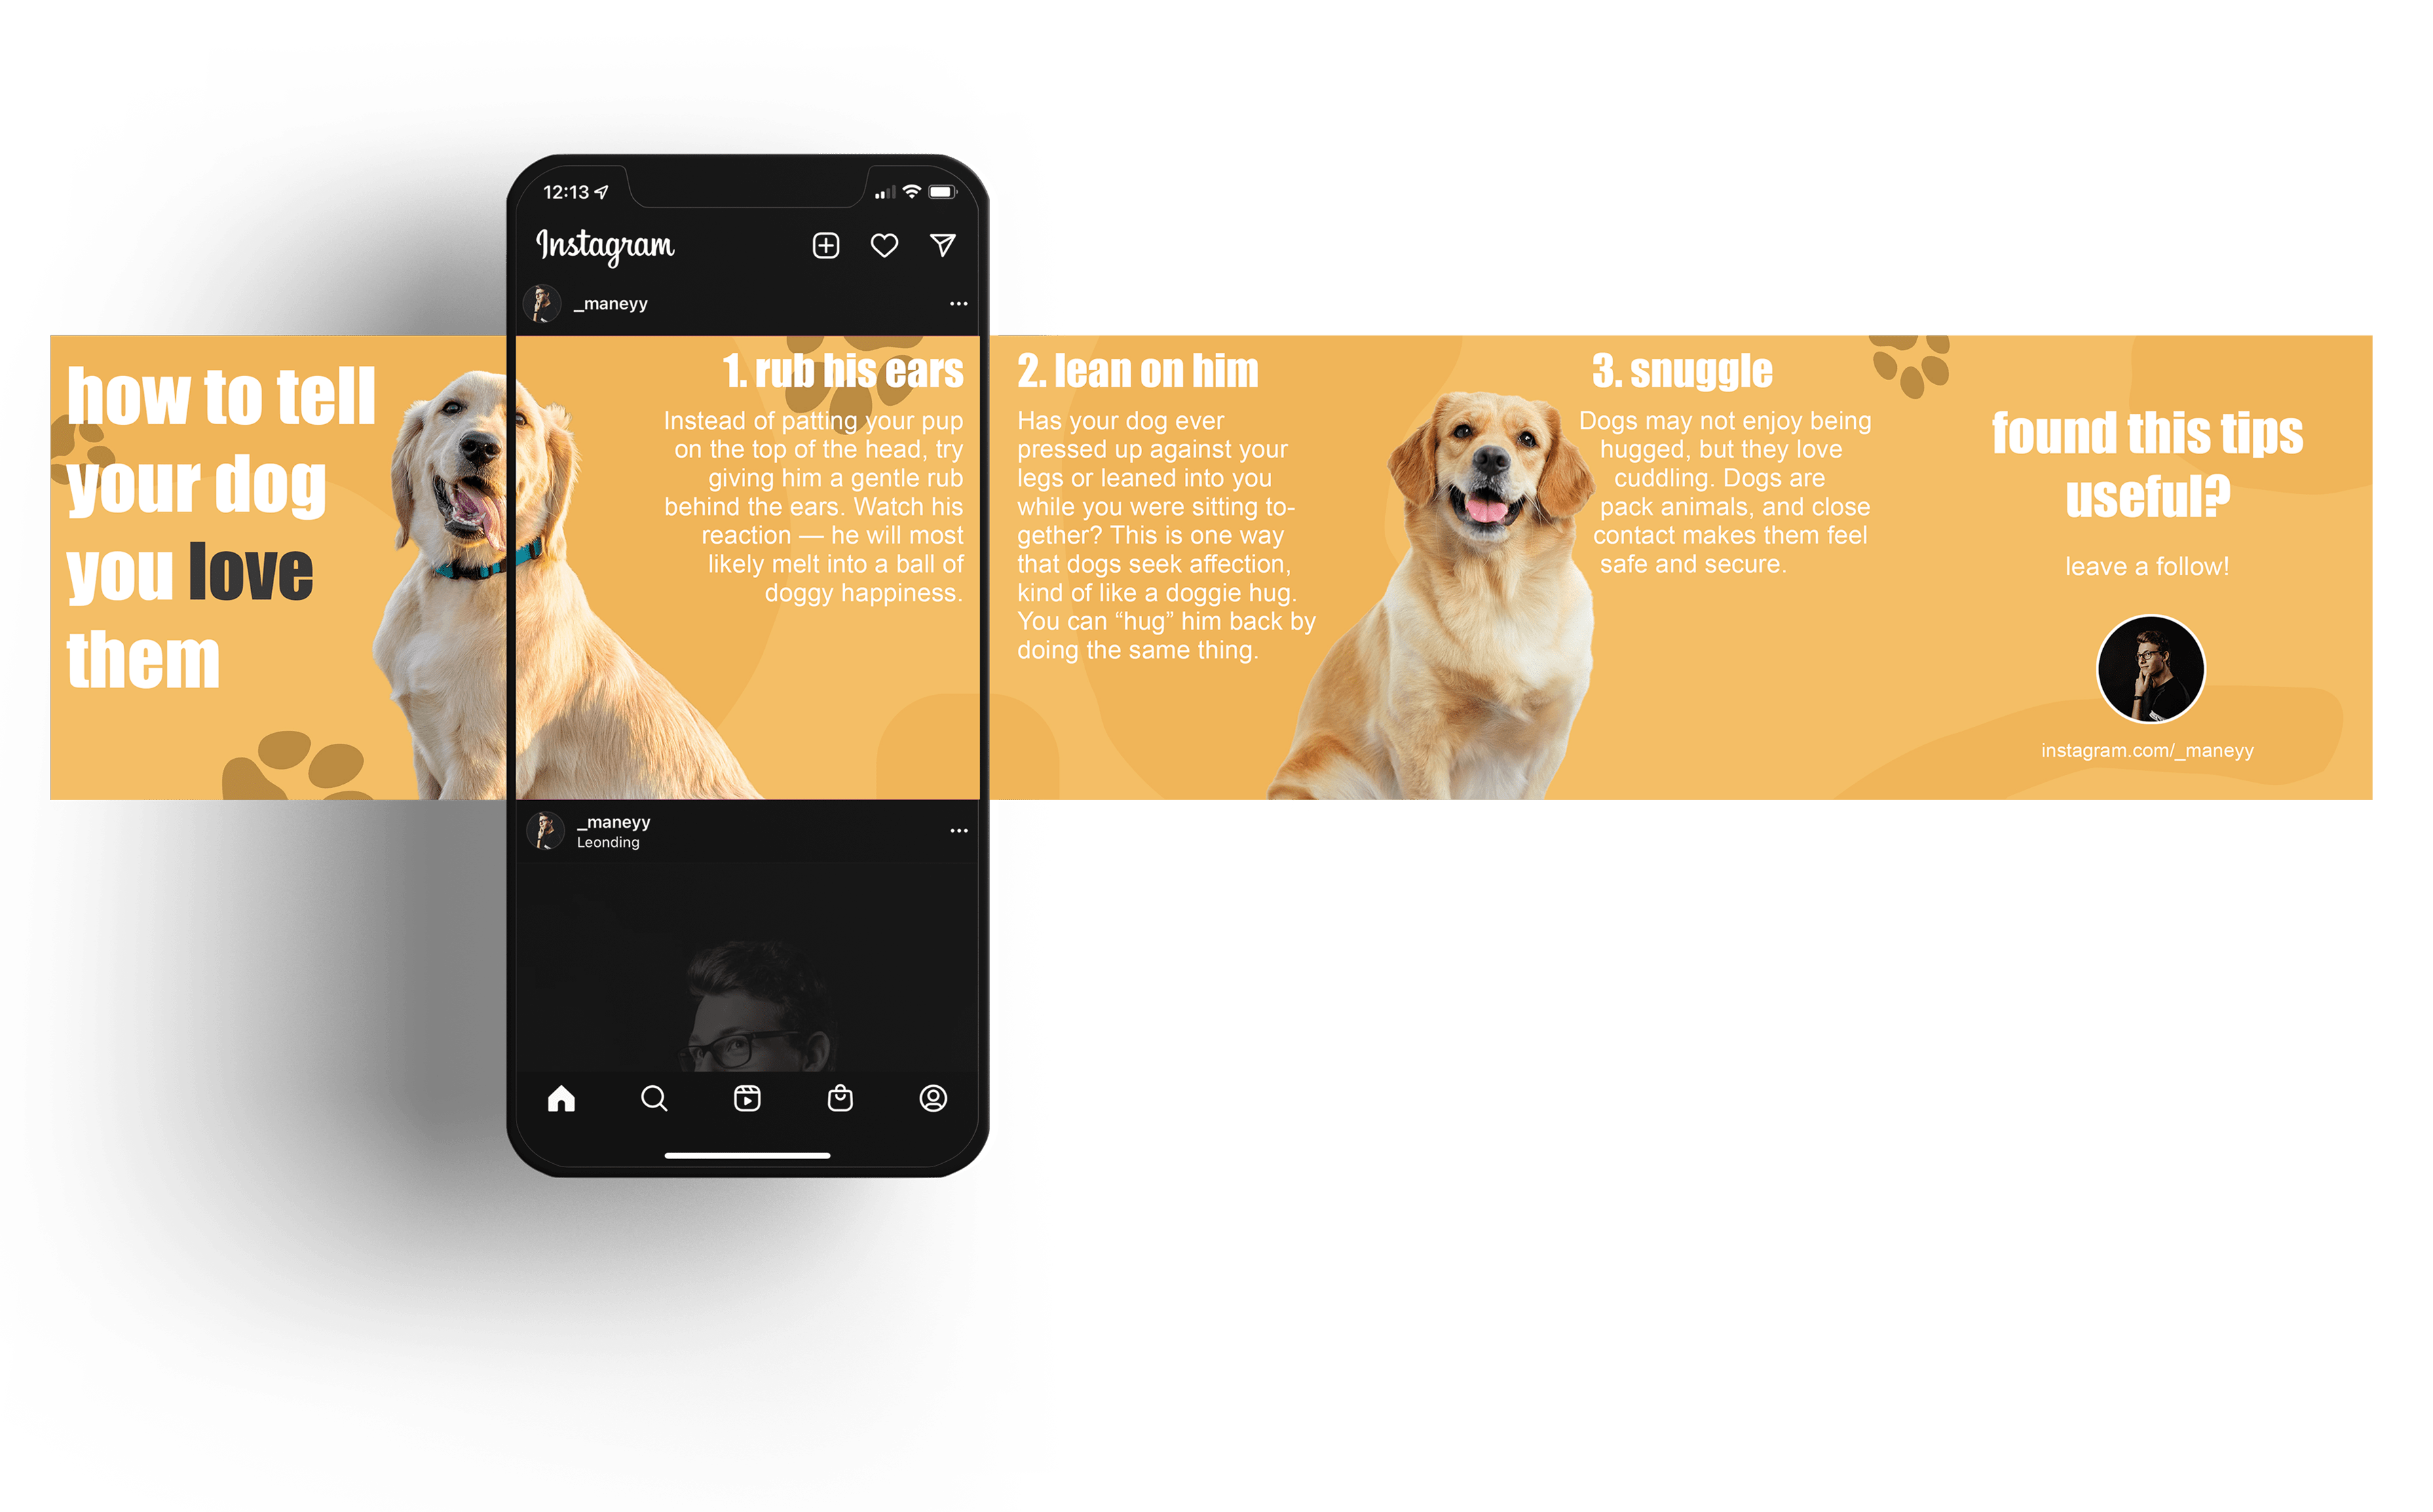 12:13
Instagram
_maneyy
how to tell
your dog
you love
them
1. rub his ears
Instead of patting your pup
on the top of the head, try
giving him a gentle rub
behind the ears. Watch his
reaction — he will most
likely melt into a ball of
doggy happiness.
2. lean on him
Has your dog ever
pressed up against your
legs or leaned into you
while you were sitting to-
gether? This is one way
that dogs seek affection,
kind of like a doggie hug.
You can “hug” him back by
doing the same thing.
3. snuggle
Dogs may not enjoy being
hugged, but they love
cuddling. Dogs are
pack animals, and close
contact makes them feel
safe and secure.
found this tips
useful?
leave a follow!
instagram.com/_maneyy
_maneyy
Leonding